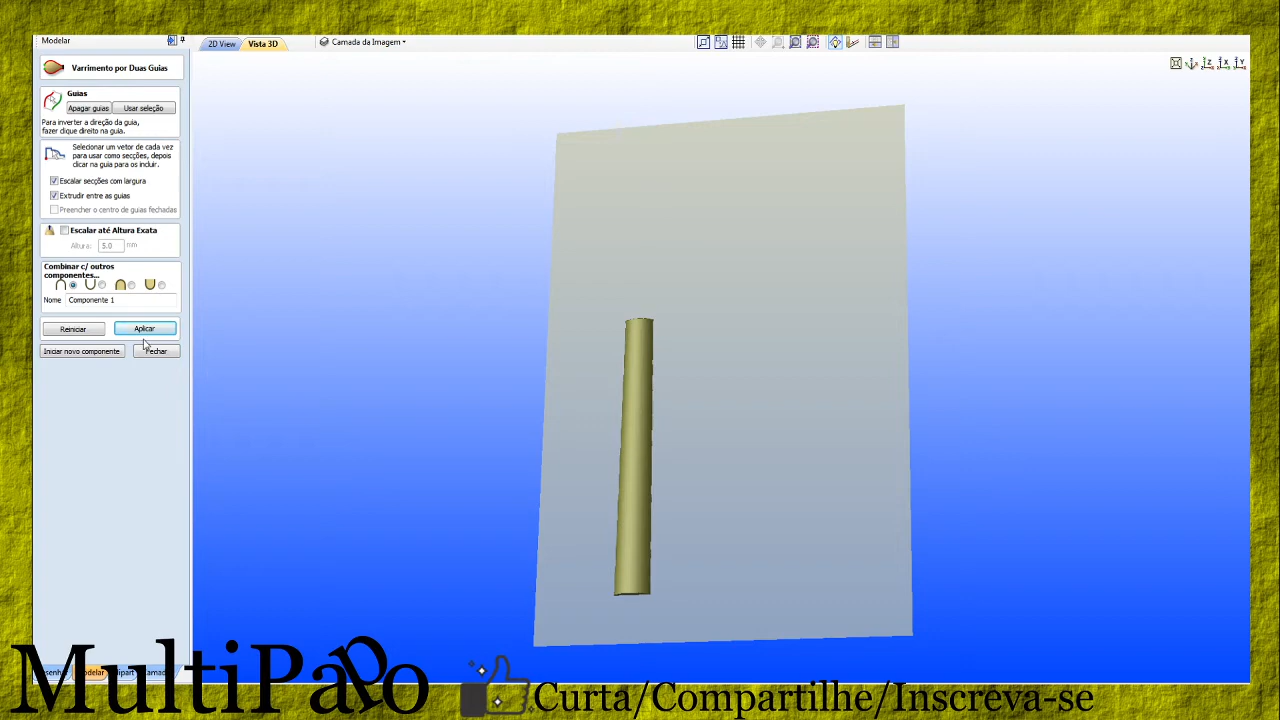 Modelar
2D View
Vista 3D
Camada da Imagem
Varrimento por Duas Guias
Guias
Apagar guias
Usar seleção
Para inverter a direção da guia,
fazer clique direito na guia.
Selecionar um vetor de cada vez
para usar como secções, depois
clicar na guia para os incluir.
Escalar secções com largura
Extrudir entre as guias
Preencher o centro de guias fechadas
Escalar até Altura Exata
Altura: 5.0 mm
Combinar c/ outros
componentes...
Nome Componente 1
Reiniciar
Aplicar
Iniciar novo componente
Fechar
MultiPapo
Curta/Compartilhe/Inscreva-se